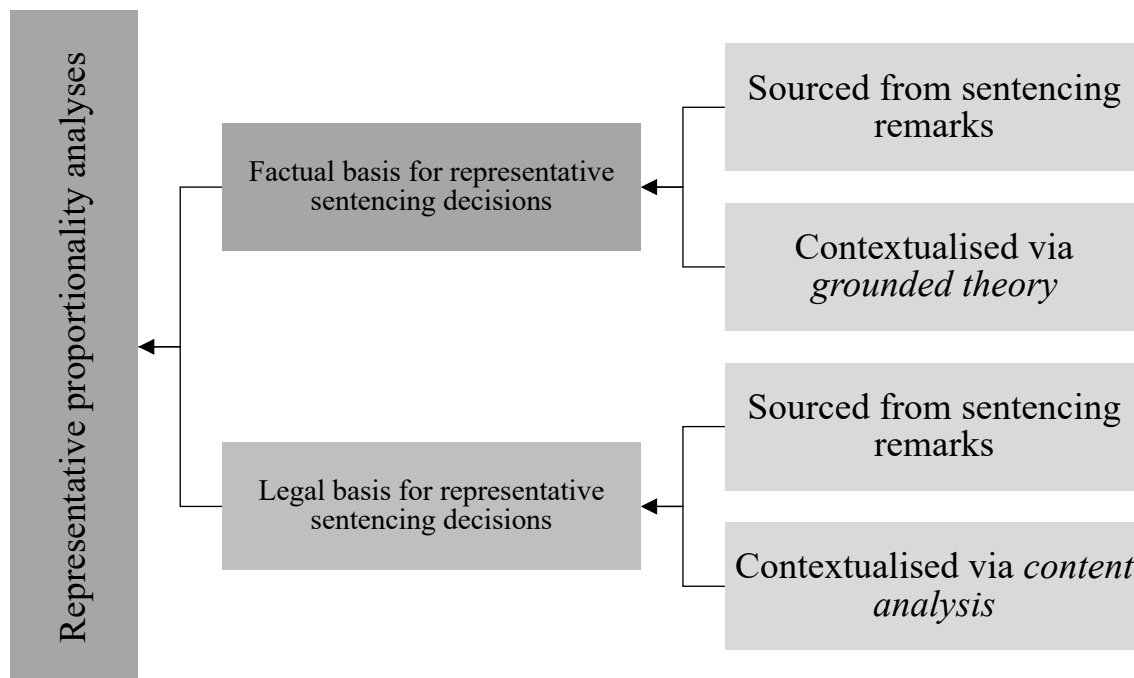 Representative proportionality analyses
Factual basis for representative
sentencing decisions
Sourced from sentencing
remarks
Contextualised via
grounded theory
Legal basis for representative
sentencing decisions
Sourced from sentencing
remarks
Contextualised via content
analysis